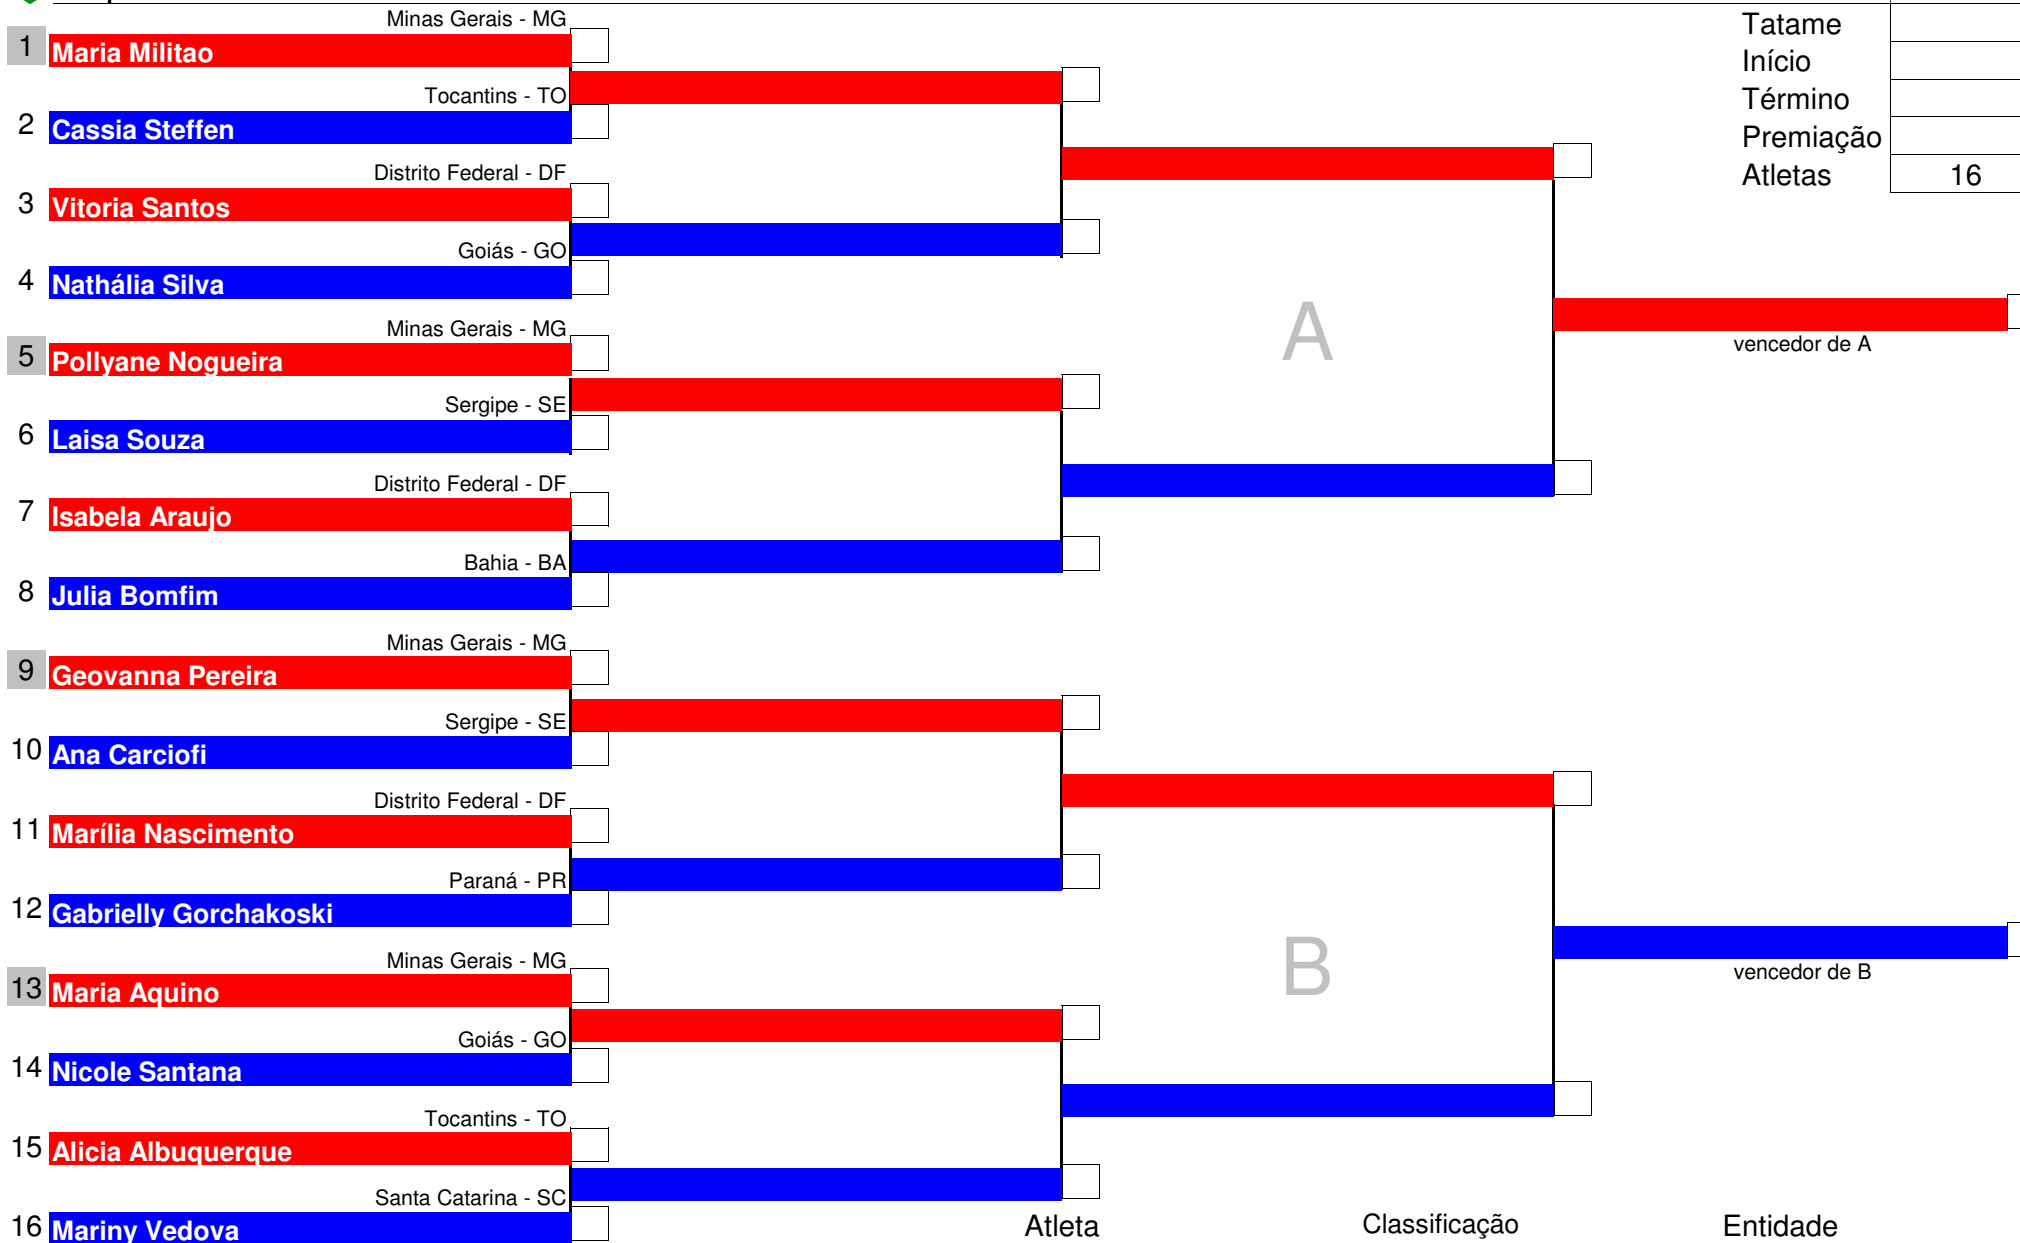 Minas Gerais - MG
1 Maria Militao
Tocantins - TO
2 Cassia Steffen
Distrito Federal - DF
3 Vitoria Santos
Goiás - GO
4 Nathália Silva
Minas Gerais - MG
5 Pollyane Nogueira
Sergipe - SE
6 Laisa Souza
Distrito Federal - DF
7 Isabela Araujo
Bahia - BA
8 Julia Bomfim
Minas Gerais - MG
9 Geovanna Pereira
Sergipe - SE
10 Ana Carciofi
Distrito Federal - DF
11 Marília Nascimento
Paraná - PR
12 Gabrielly Gorchakoski
Minas Gerais - MG
13 Maria Aquino
Goiás - GO
14 Nicole Santana
Tocantins - TO
15 Alicia Albuquerque
Santa Catarina - SC
16 Mariny Vedova
A
B
Tatame
Início
Término
Premiação
Atletas 16
vencedor de A
vencedor de B
Atleta Classificação Entidade